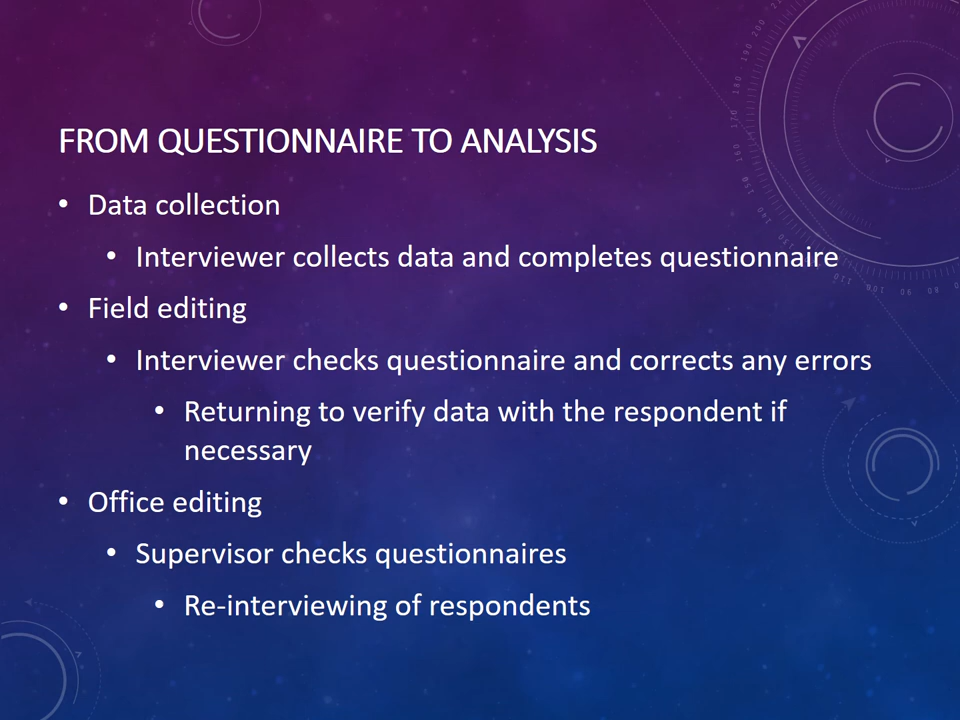 FROM QUESTIONNAIRE TO ANALYSIS
• Data collection
• Interviewer collects data and completes questionnaire
• Field editing
• Interviewer checks questionnaire and corrects any errors
• Returning to verify data with the respondent if
necessary
• Office editing
• Supervisor checks questionnaires
• Re-interviewing of respondents